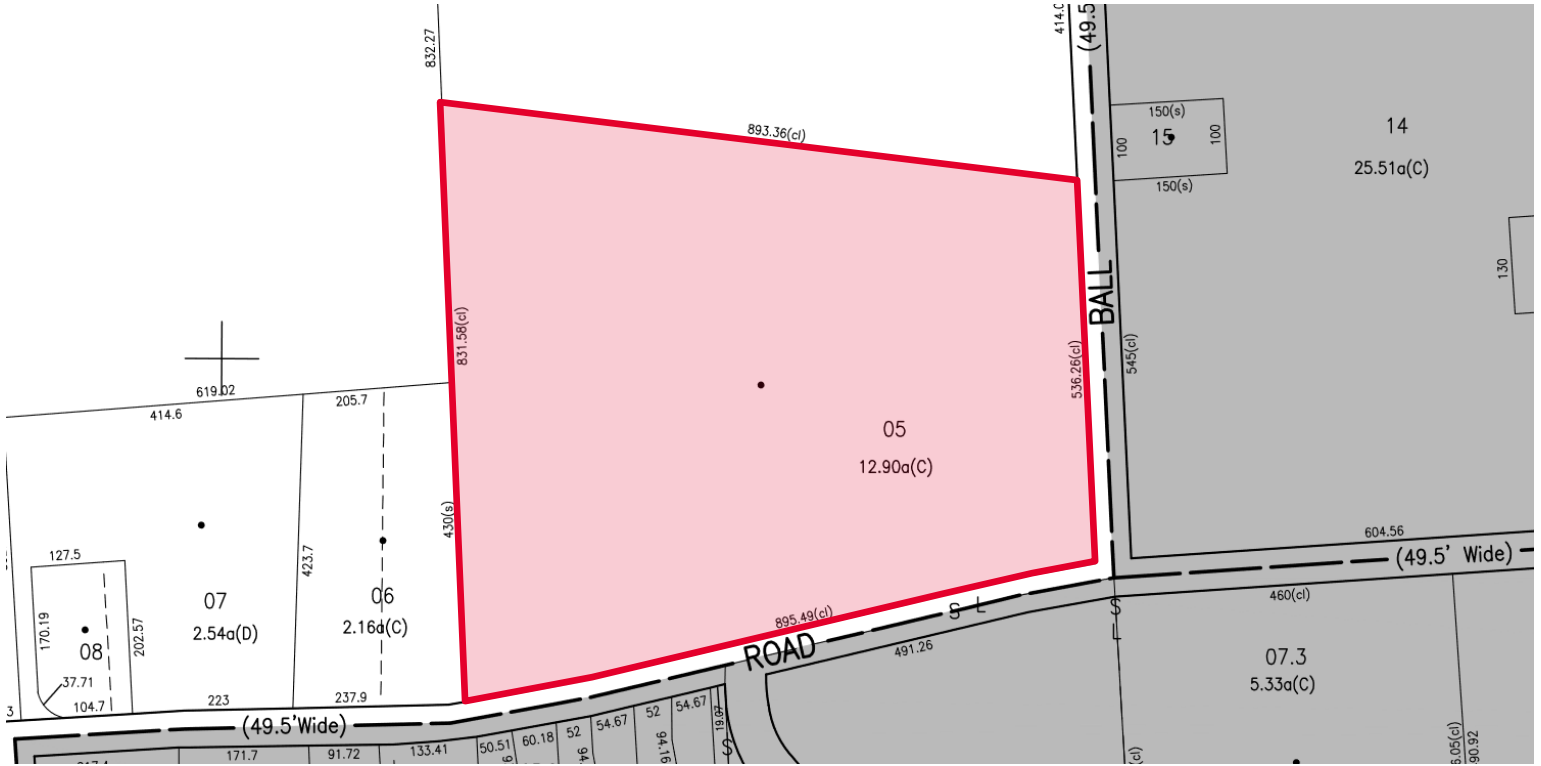 832.27
414.0
(49.5
893.36(cl)
150(s)
100
15
100
150(s)
14
25.51a(C)
130
831.58(cl)
BALL
536.26(cl)
545(cl)
619.02
414.6
205.7
05
12.90a(C)
430(s)
423.7
127.5
170.19
202.57
08
37.71
104.7
07
2.54a(D)
06
2.16a(C)
223
237.9
3
(49.5'Wide)
895.49(cl)
ROAD
S L
491.26
604.56
(49.5' Wide)
460(cl)
S
L
07.3
5.33a(C)
171.7
91.72
133.41
50.51
60.18
52
54.67
52
54.67
19.07
94.16
S
90.92